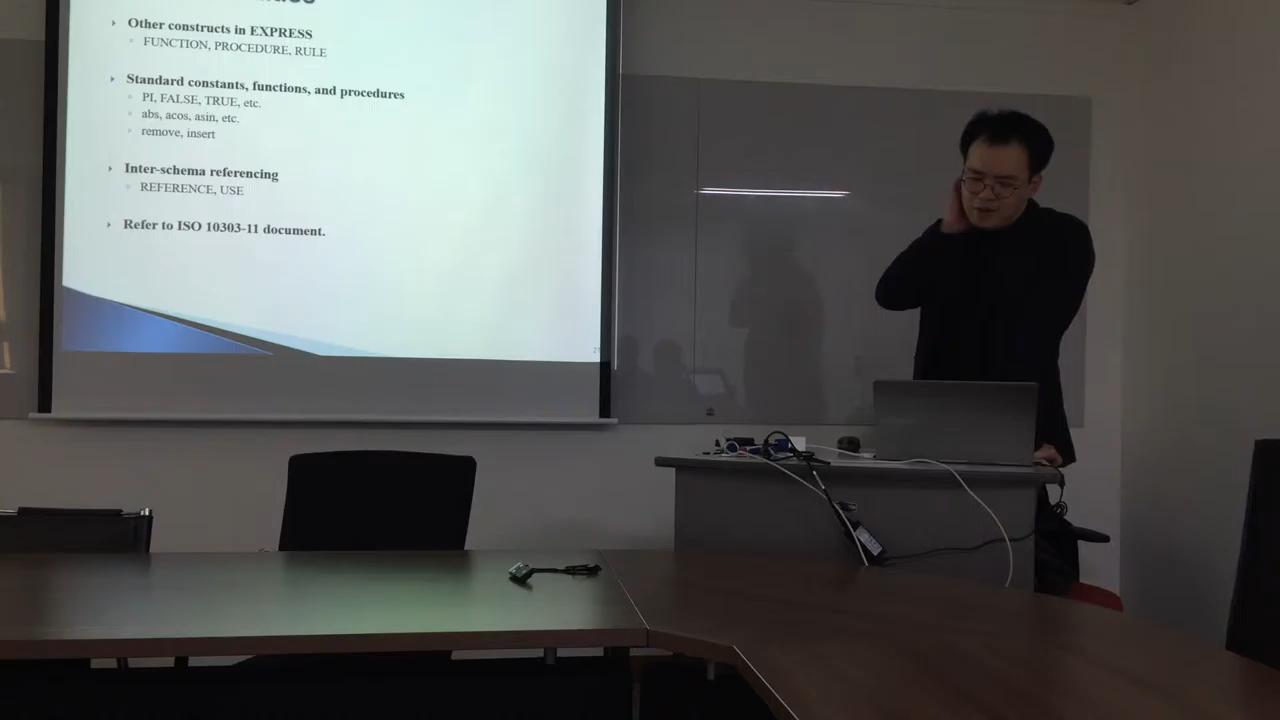 Other constructs in EXPRESS
FUNCTION, PROCEDURE, RULE
Standard constants, functions, and procedures
PI, FALSE, TRUE, etc.
abs, acos, asin, etc.
remove, insert
Inter-schema referencing
REFERENCE, USE
Refer to ISO 10303-11 document.